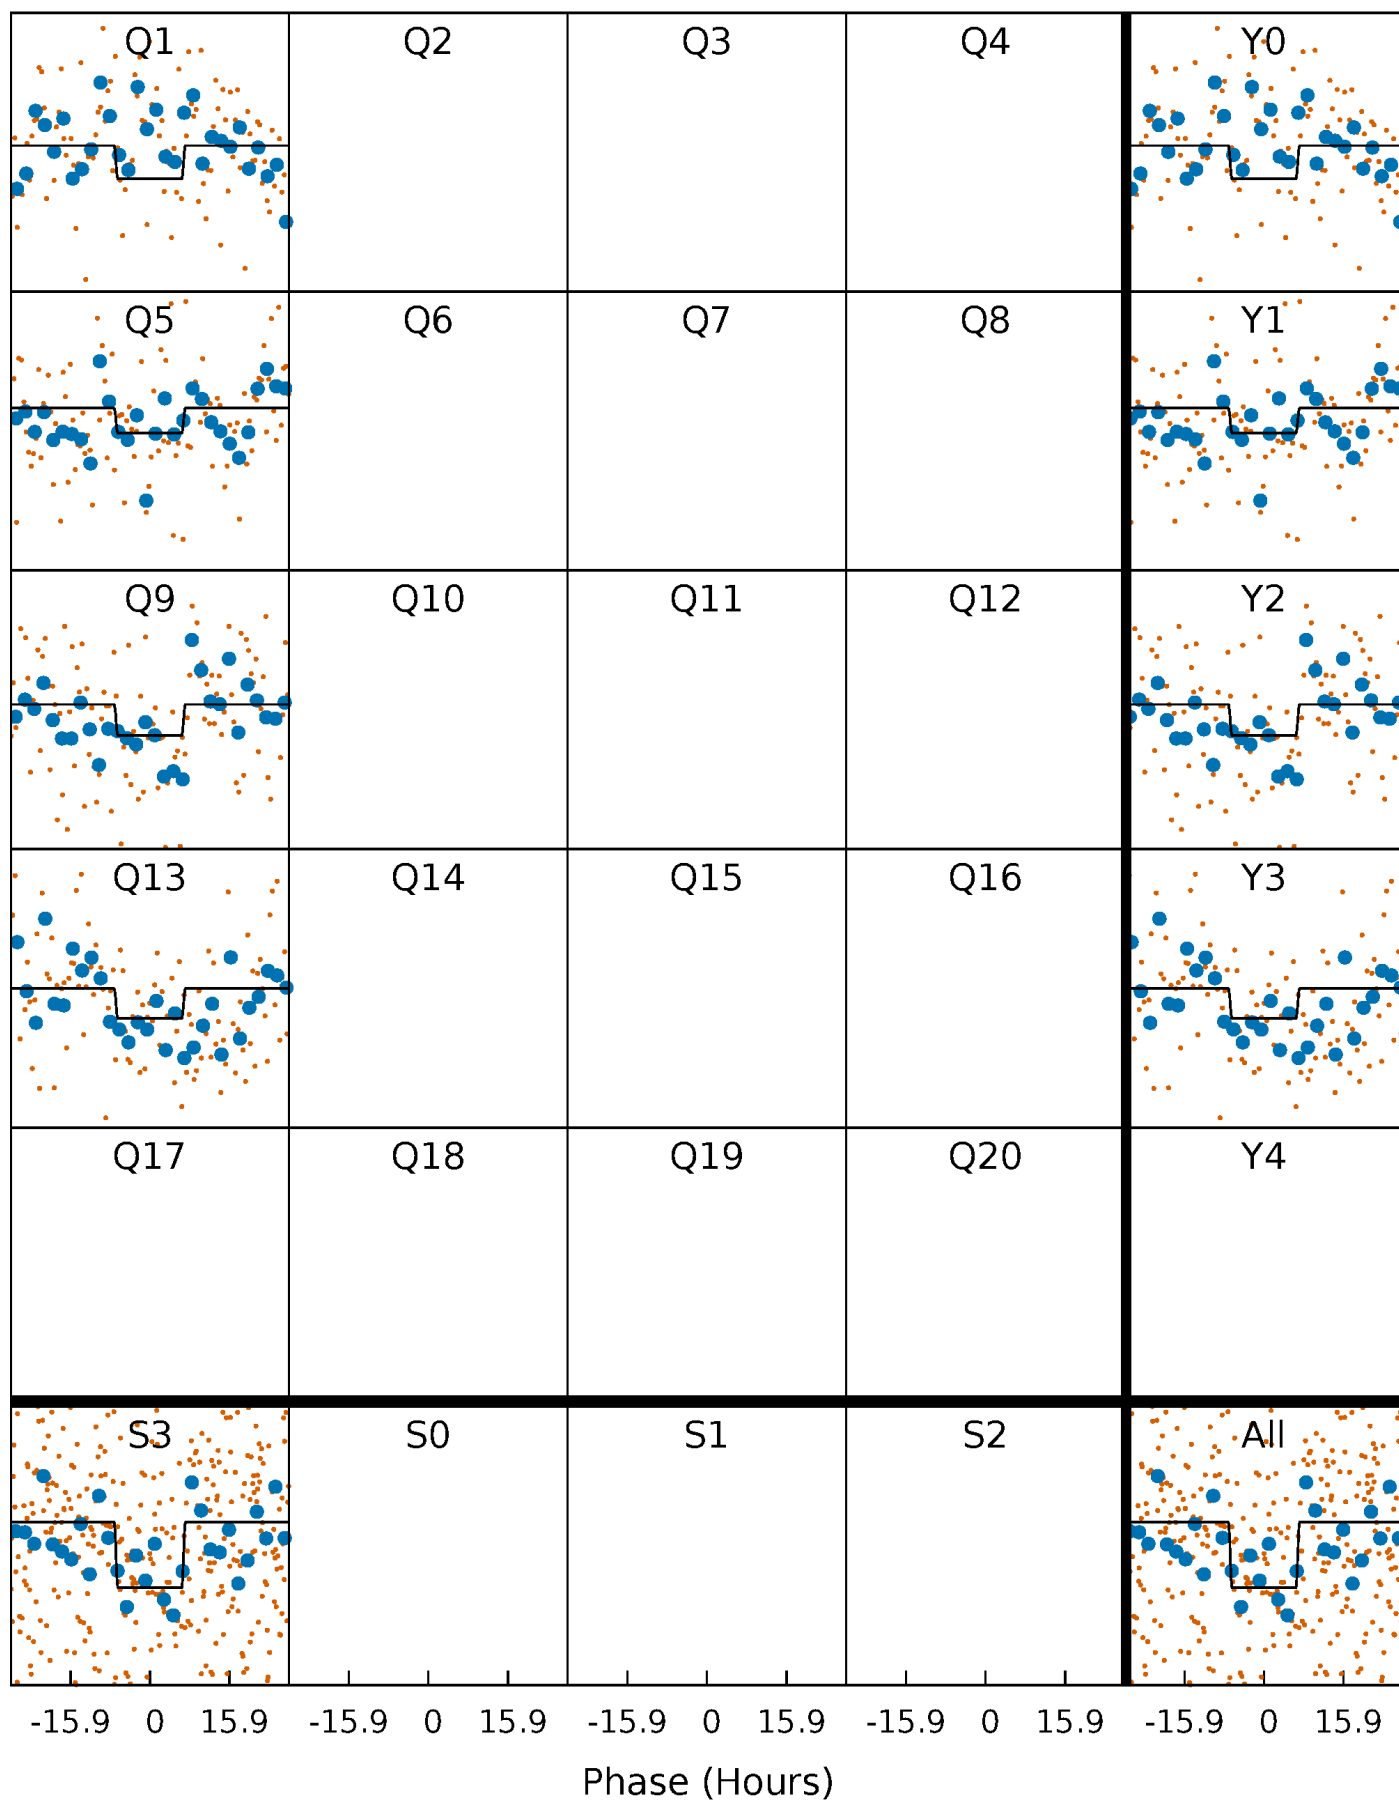 Q1 Q2 Q3 Q4 Y0
Q5 Q6 Q7 Q8 Y1
Q9 Q10 Q11 Q12 Y2
Q13 Q14 Q15 Q16 Y3
Q17 Q18 Q19 Q20 Y4
S3 S0 S1 S2 All
-15.9 0 15.9 -15.9 0 15.9 -15.9 0 15.9 -15.9 0 15.9 -15.9 0 15.9
Phase (Hours)